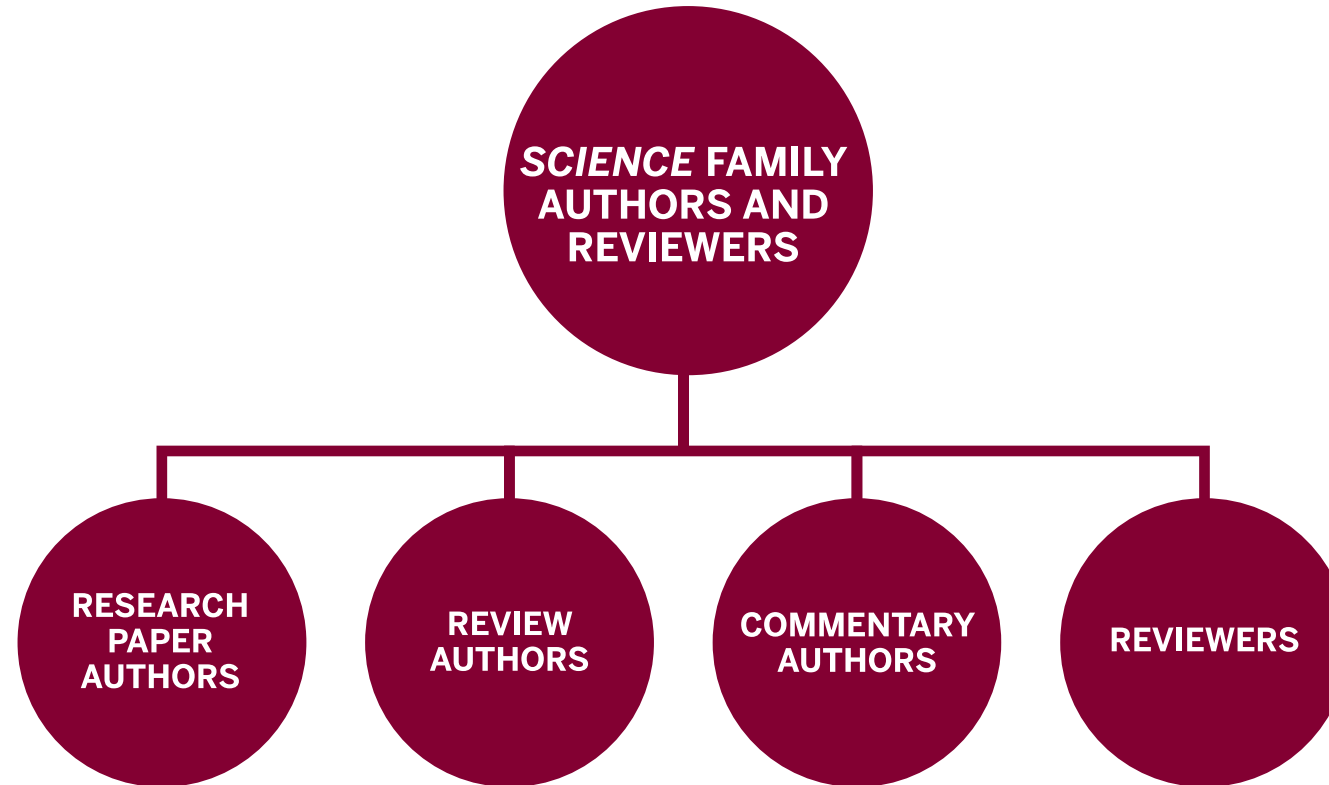 SCIENCE FAMILY
AUTHORS AND
REVIEWERS
RESEARCH
PAPER
AUTHORS
REVIEW
AUTHORS
COMMENTARY
AUTHORS
REVIEWERS